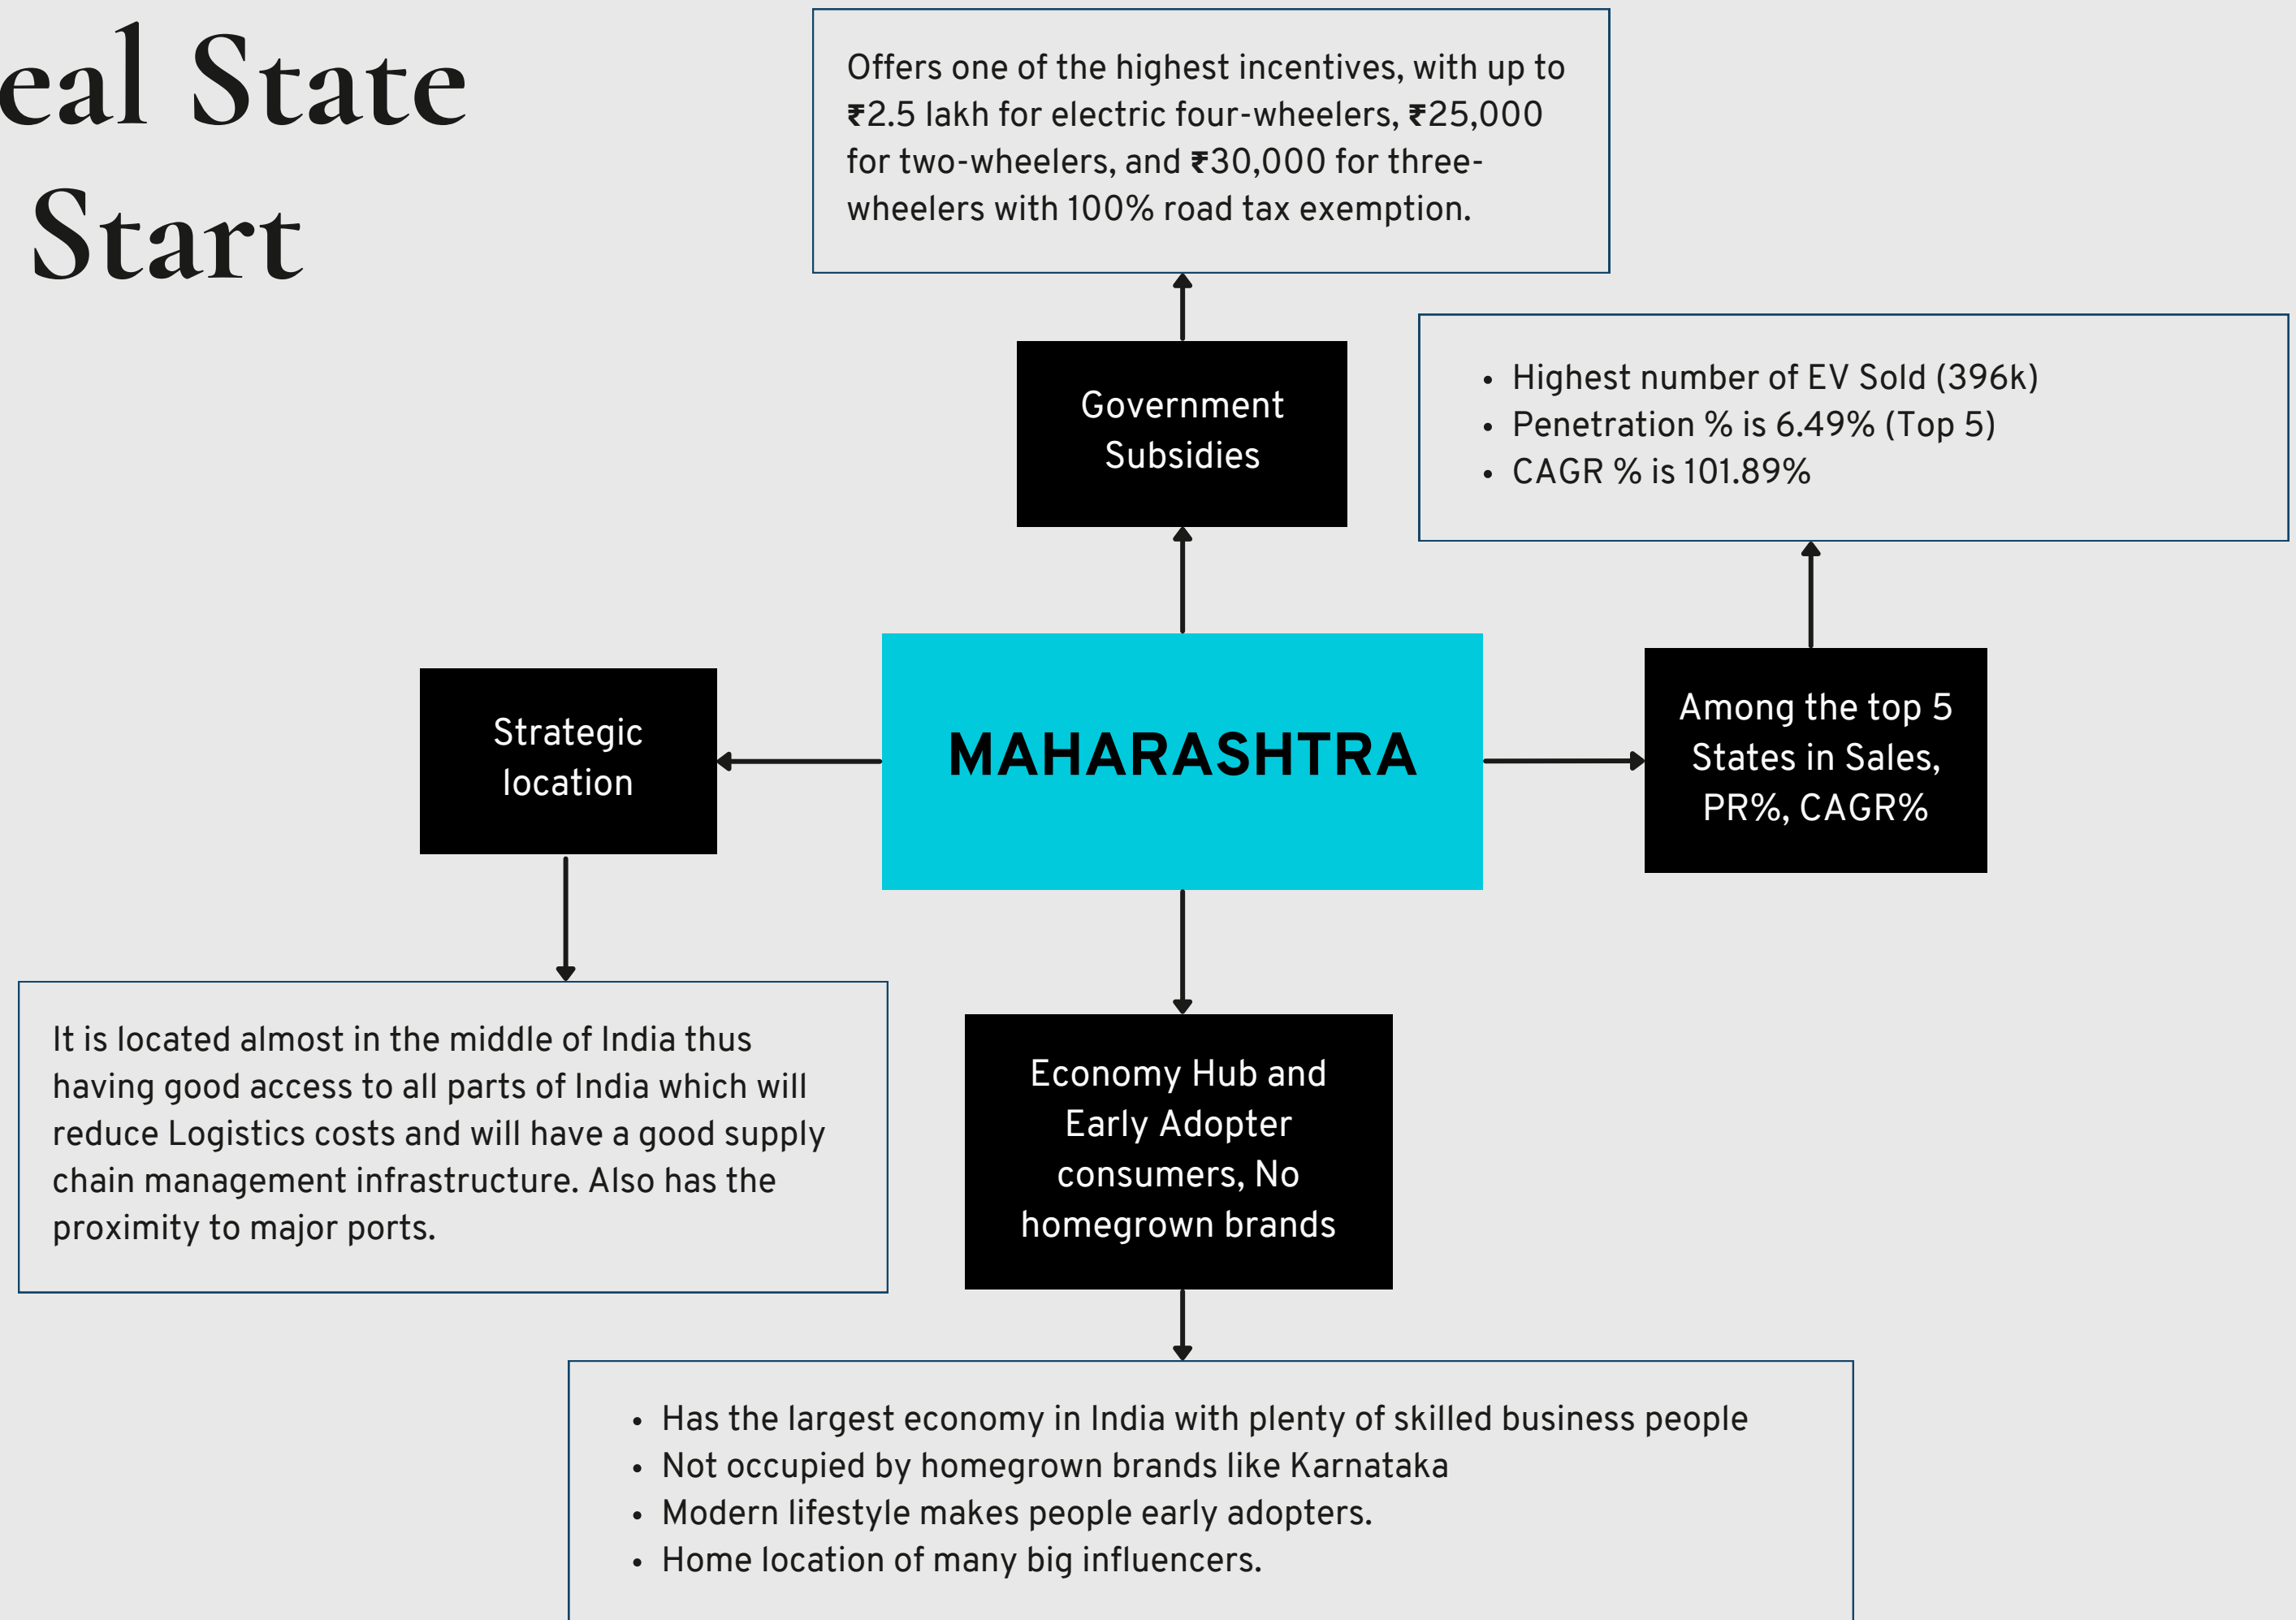 eal State
Start
Offers one of the highest incentives, with up to
₹2.5 lakh for electric four-wheelers, ₹25,000
for two-wheelers, and ₹30,000 for three-
wheelers with 100% road tax exemption.
Government
Subsidies
• Highest number of EV Sold (396k)
• Penetration % is 6.49% (Top 5)
• CAGR % is 101.89%
Strategic
location
MAHARASHTRA
Among the top 5
States in Sales,
PR%, CAGR%
It is located almost in the middle of India thus
having good access to all parts of India which will
reduce Logistics costs and will have a good supply
chain management infrastructure. Also has the
proximity to major ports.
Economy Hub and
Early Adopter
consumers, No
homegrown brands
• Has the largest economy in India with plenty of skilled business people
• Not occupied by homegrown brands like Karnataka
• Modern lifestyle makes people early adopters.
• Home location of many big influencers.